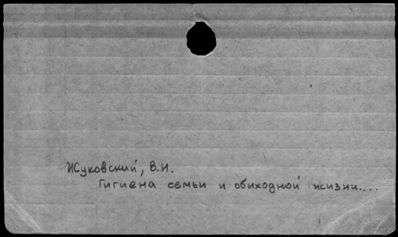 Жуковский, В.И.
Гигиена семьи и обиходной жизни....